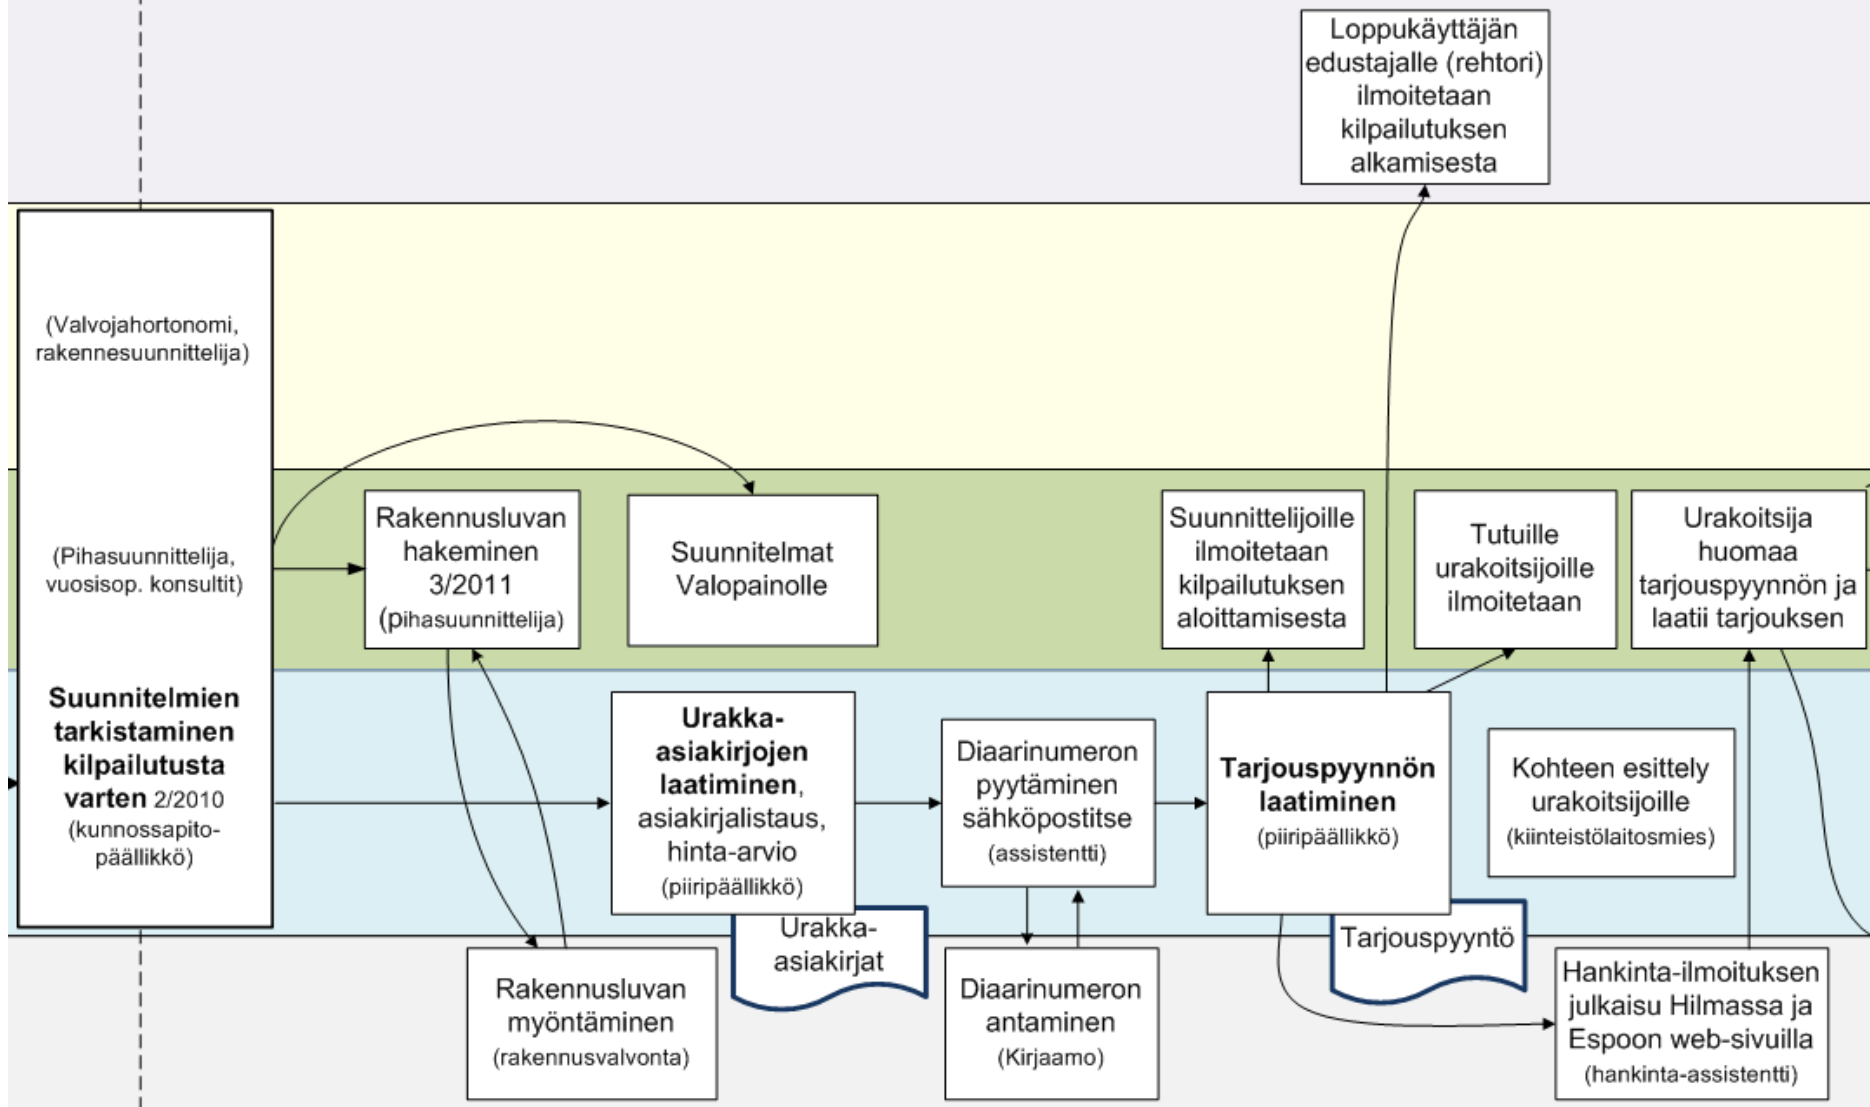 Loppukäyttäjän
edustajalle (rehtori)
ilmoitetaan
kilpailutuksen
alkamisesta
(Valvojahortonomi,
rakennesuunnittelija)
(Pihasuunnittelija,
vuosisop. konsultit)
Suunnitelmien
tarkistaminen
kilpailutusta
varten 2/2010
(kunnossapito-
päällikkö)
Rakennusluvan
hakeminen
3/2011
(pihasuunnittelija)
Suunnitelmat
Valopainolle
Suunnittelijoille
ilmoitetaan
kilpailutuksen
aloittamisesta
Tutuille
urakoitsijoille
ilmoitetaan
Urakoitsija
huomaa
tarjouspyynnön ja
laatii tarjouksen
Urakka-
asiakirjojen
laatiminen,
asiakirjalistaus,
hinta-arvio
(piiripäällikkö)
Diaarinumeron
pyytäminen
sähköpostitse
(assistentti)
Tarjouspyynnön
laatiminen
(piiripäällikkö)
Kohteen esittely
urakoitsijoille
(kiinteistölaitosmies)
Rakennusluvan
myöntäminen
(rakennusvalvonta)
Urakka-
asiakirjat
Diaarinumeron
antaminen
(Kirjaamo)
Tarjouspyyntö
Hankinta-ilmoituksen
julkaisu Hilmassa ja
Espoon web-sivuilla
(hankinta-assistentti)